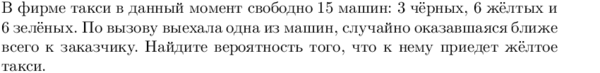 В фирме такси в данный момент свободно 15 машин: 3 чёрных, 6 жёлтых и
6 зелёных. По вызову выехала одна из машин, случайно оказавшаяся ближе
всего к заказчику. Найдите вероятность того, что к нему приедет жёлтое
такси.